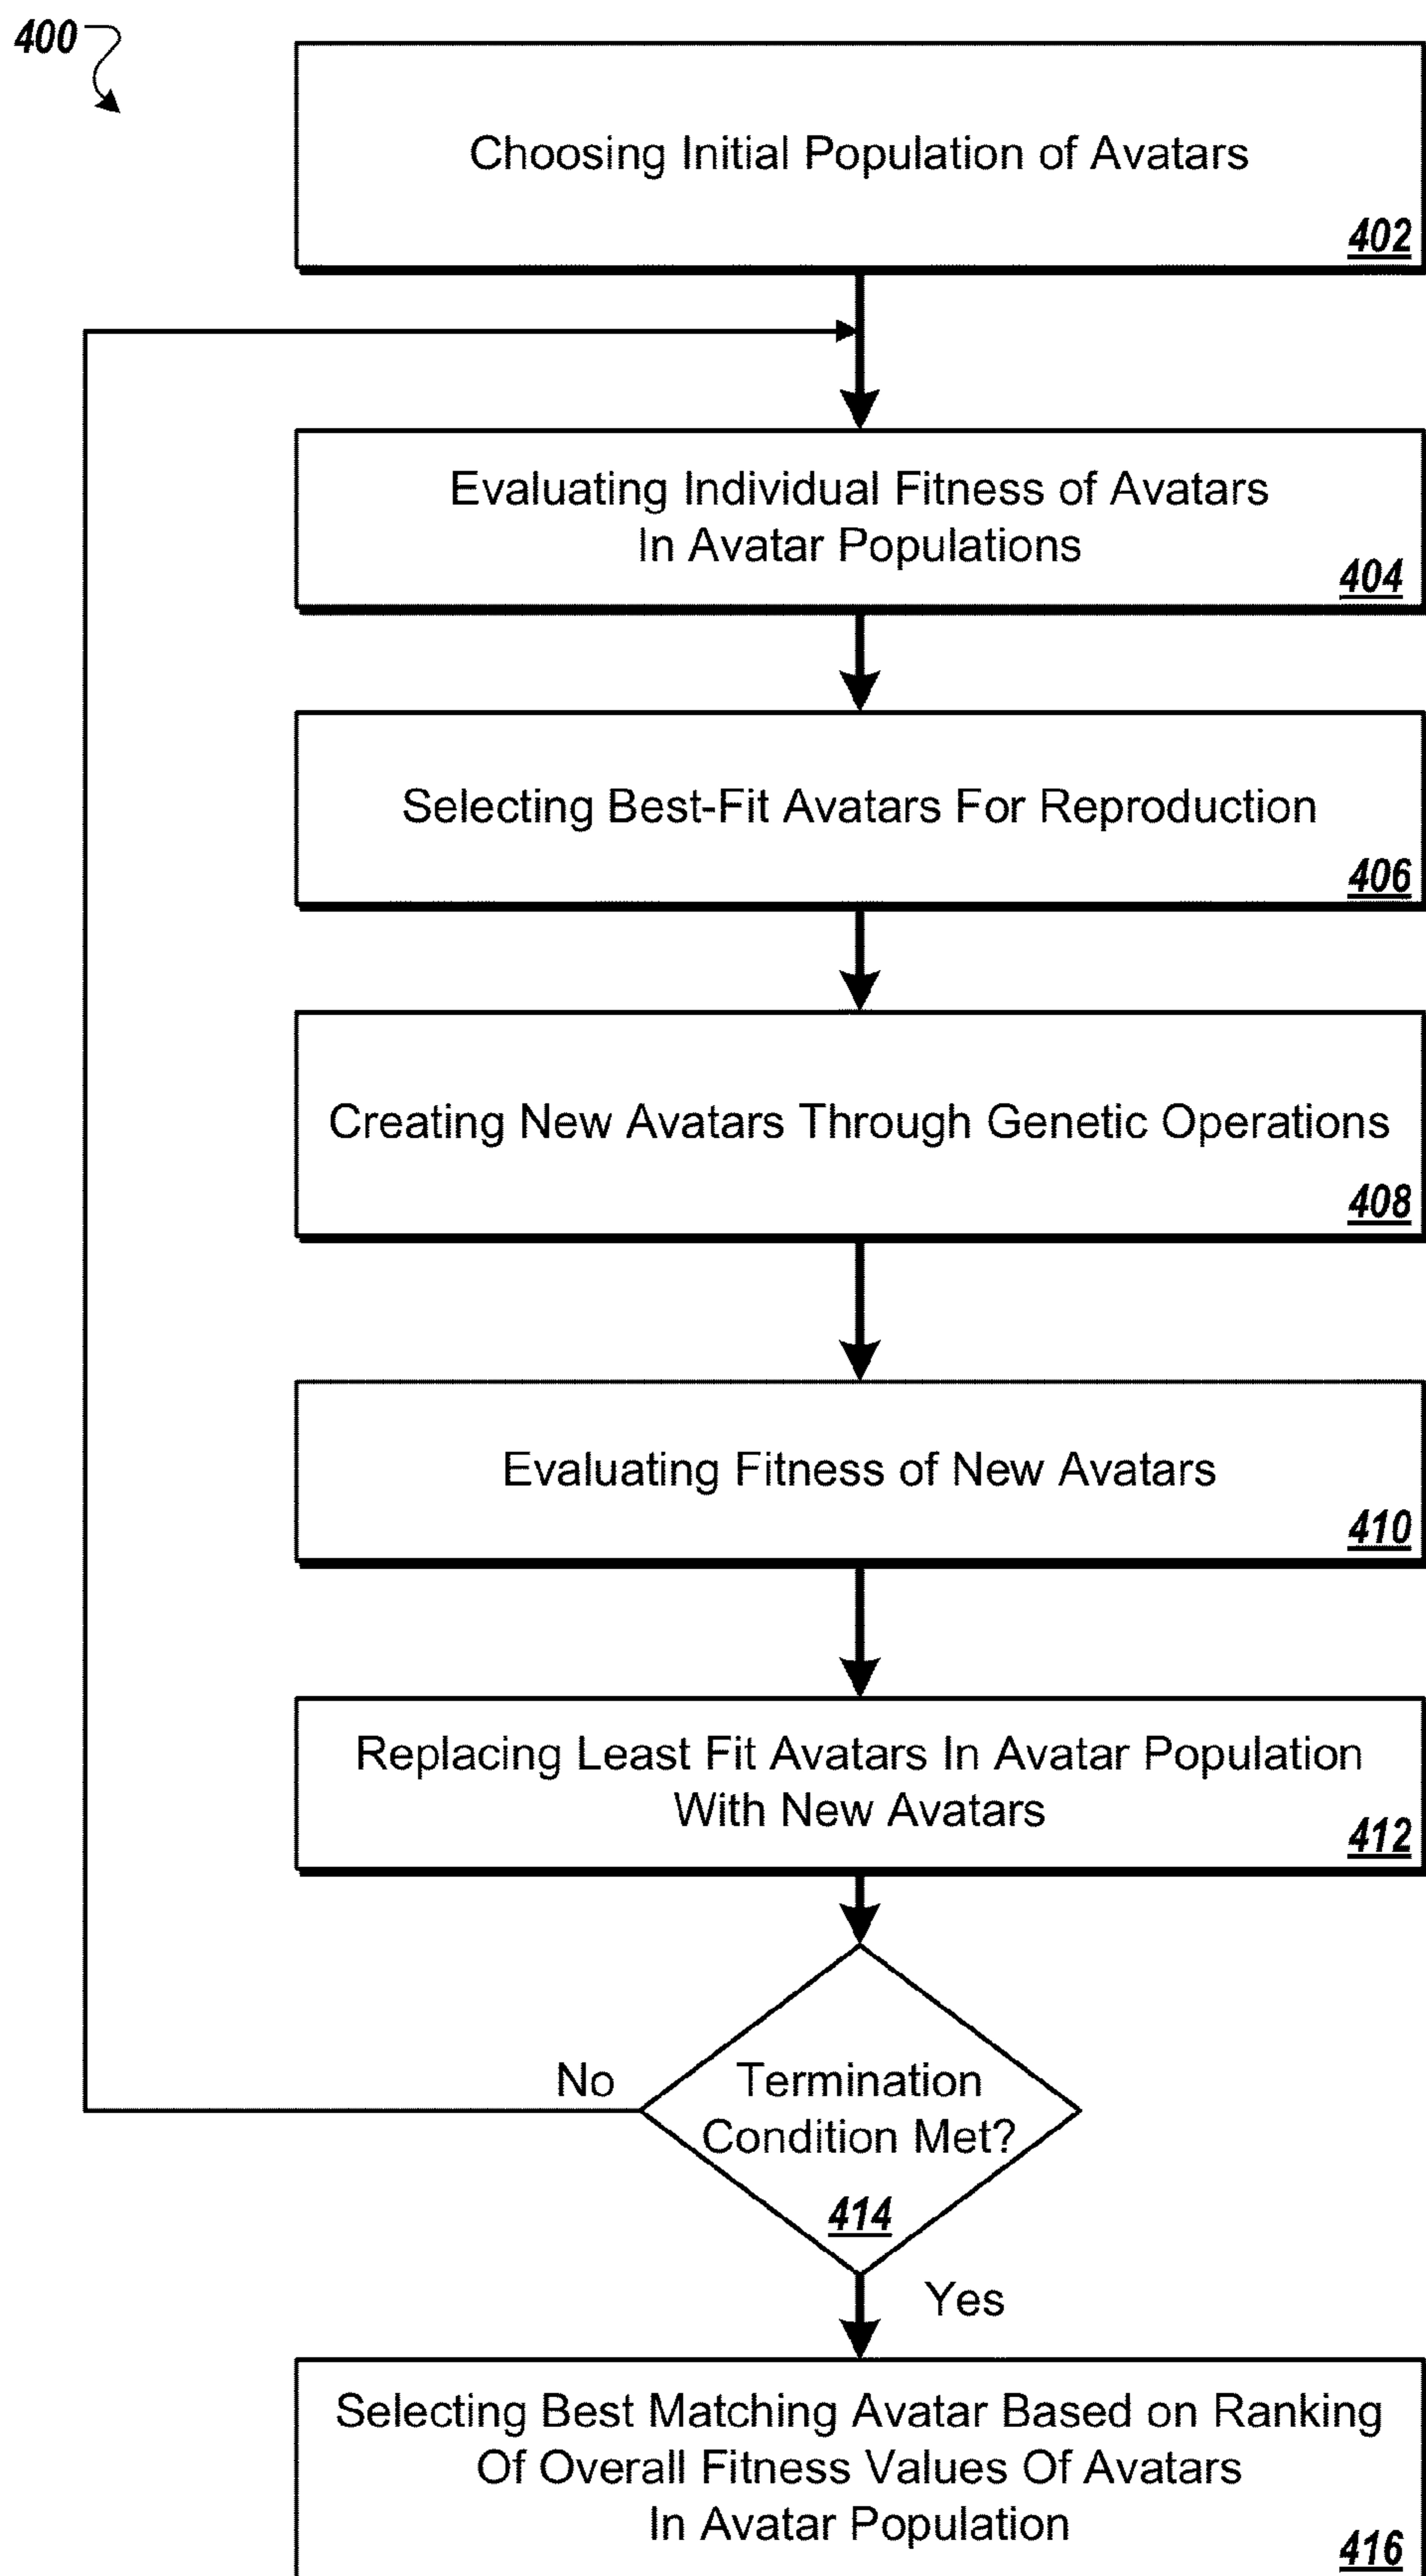 400
Choosing Initial Population of Avatars
402
Evaluating Individual Fitness of Avatars
In Avatar Populations
404
Selecting Best-Fit Avatars For Reproduction
406
Creating New Avatars Through Genetic Operations
408
Evaluating Fitness of New Avatars
410
Replacing Least Fit Avatars In Avatar Population
With New Avatars
412
No
Termination
Condition Met?
414
Yes
Selecting Best Matching Avatar Based on Ranking
Of Overall Fitness Values Of Avatars
In Avatar Population
416